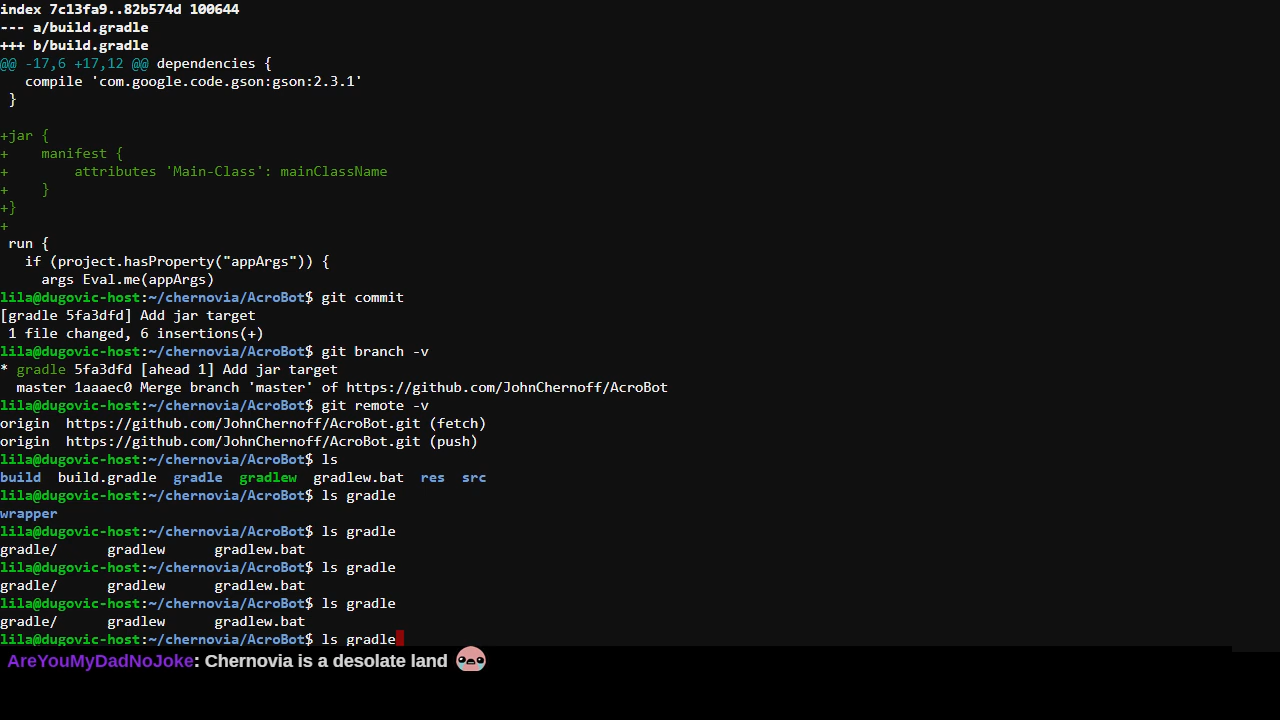 index 7c13fa9..82b574d 100644
--- a/build.gradle
+++ b/build.gradle
@@ -17,6 +17,12 @@ dependencies {
   compile 'com.google.code.gson:gson:2.3.1'
 }
+jar {
+    manifest {
+        attributes 'Main-Class': mainClassName
+    }
+}
+
 run {
   if (project.hasProperty("appArgs")) {
     args Eval.me(appArgs)
lila@dugovic-host:~/chernovia/AcroBot$ git commit
[gradle 5fa3dfd] Add jar target
 1 file changed, 6 insertions(+)
lila@dugovic-host:~/chernovia/AcroBot$ git branch -v
* gradle 5fa3dfd [ahead 1] Add jar target
  master 1aaaec0 Merge branch 'master' of https://github.com/JohnChernoff/AcroBot
lila@dugovic-host:~/chernovia/AcroBot$ git remote -v
origin  https://github.com/JohnChernoff/AcroBot.git (fetch)
origin  https://github.com/JohnChernoff/AcroBot.git (push)
lila@dugovic-host:~/chernovia/AcroBot$ ls
build  build.gradle  gradle  gradlew  gradlew.bat  res  src
lila@dugovic-host:~/chernovia/AcroBot$ ls gradle
wrapper
lila@dugovic-host:~/chernovia/AcroBot$ ls gradle
gradle/      gradlew      gradlew.bat
lila@dugovic-host:~/chernovia/AcroBot$ ls gradle
gradle/      gradlew      gradlew.bat
lila@dugovic-host:~/chernovia/AcroBot$ ls gradle
gradle/      gradlew      gradlew.bat
lila@dugovic-host:~/chernovia/AcroBot$ ls gradle
AreYouMyDadNoJoke: Chernovia is a desolate land